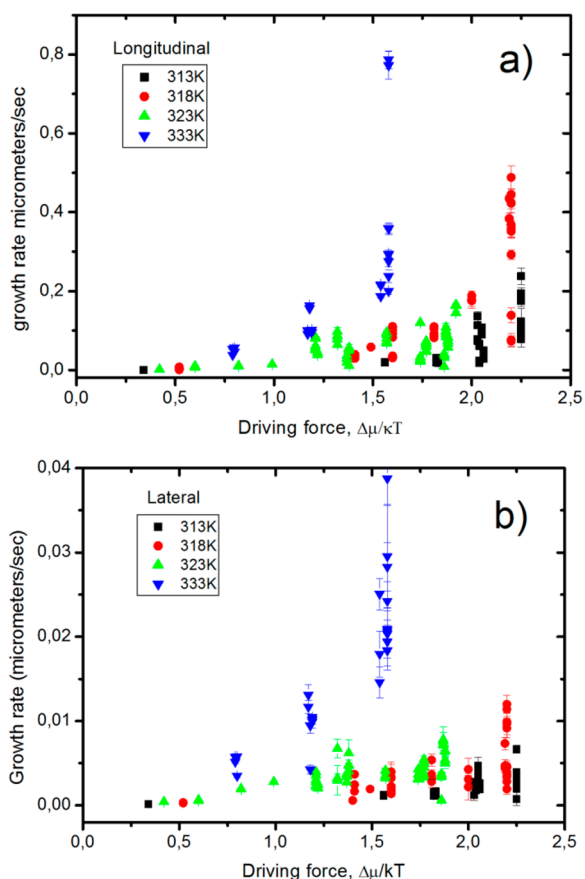 a)
Longitudinal
313K
318K
323K
333K
growth rate micrometers/sec
0,8
0,6
0,4
0,2
0,0
0,0 0,5 1,0 1,5 2,0 2,5
Driving force, Δμ/κT
b)
Lateral
313K
318K
323K
333K
Growth rate (micrometers/sec)
0,04
0,03
0,02
0,01
0,00
0,0 0,5 1,0 1,5 2,0 2,5
Driving force, Δμ/kT